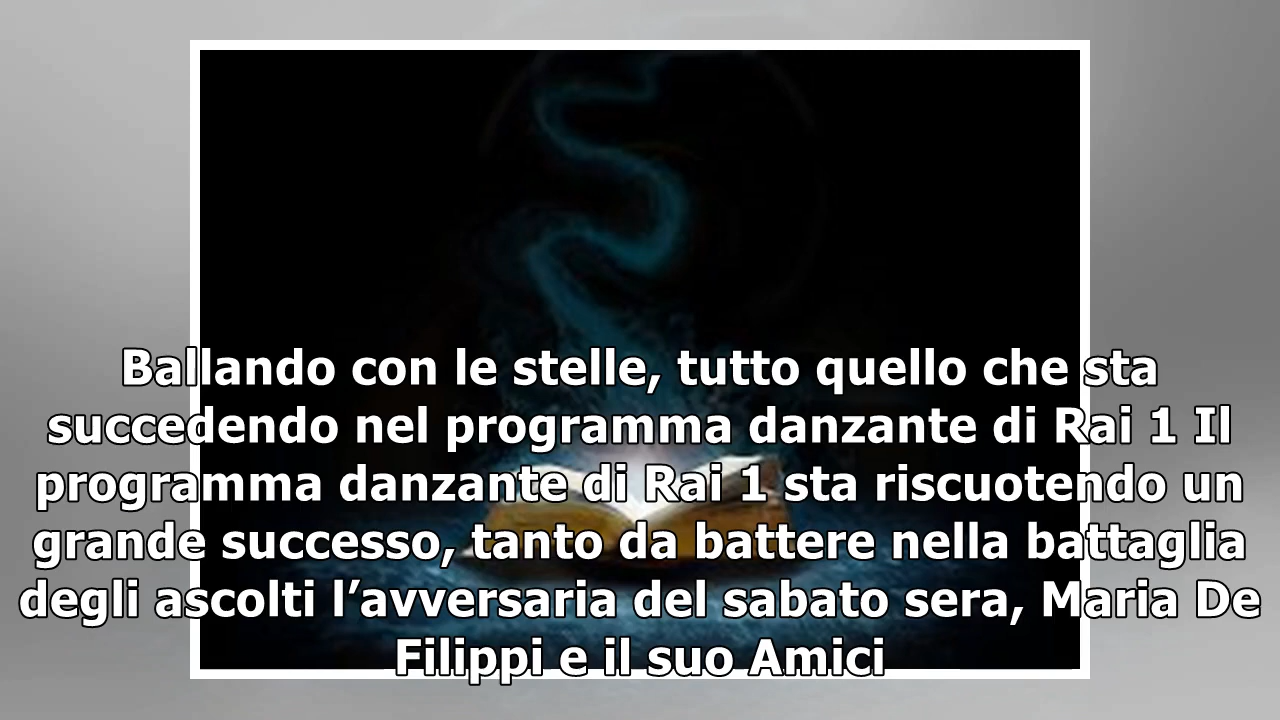 Ballando con le stelle, tutto quello che sta
succedendo nel programma danzante di Rai 1 Il
programma danzante di Rai 1 sta riscuotendo un
grande successo, tanto da battere nella battaglia
degli ascolti l’avversaria del sabato sera, Maria De
Filippi e il suo Amici